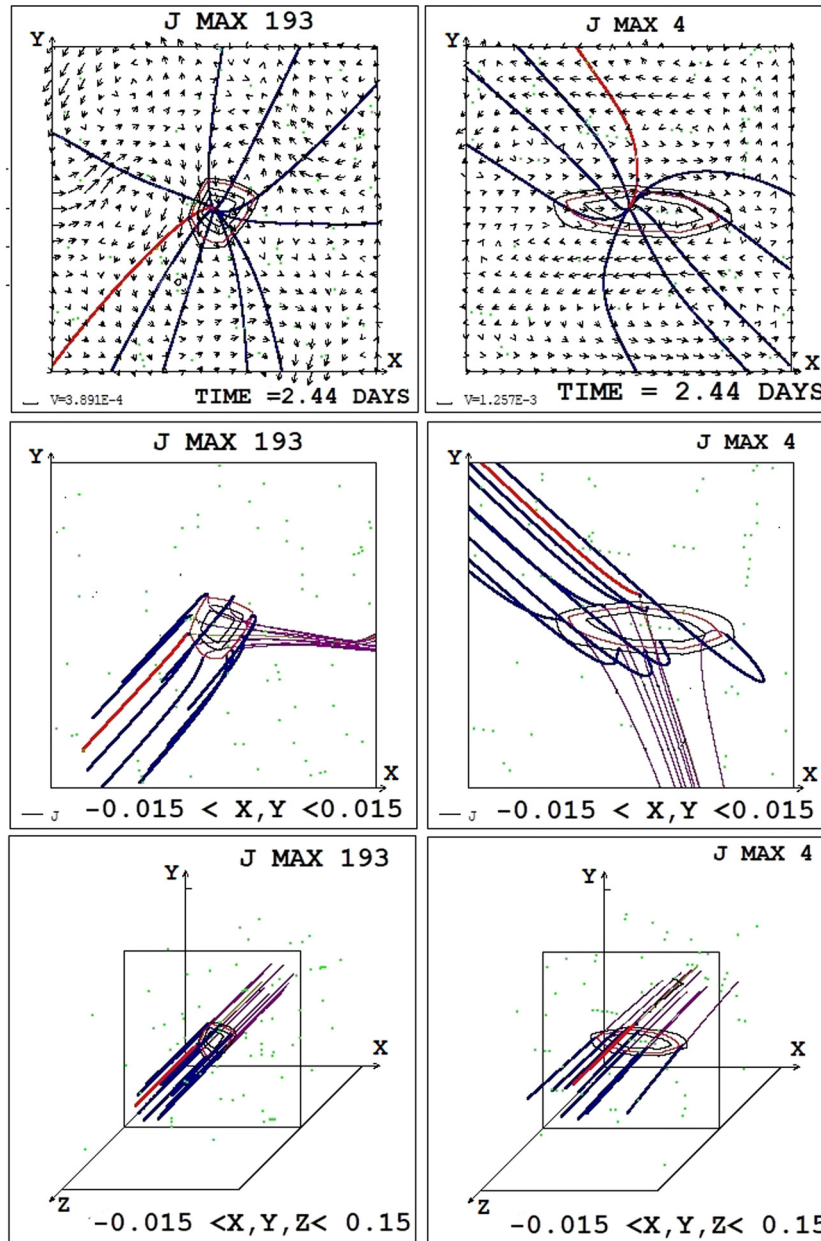 J MAX 193
Y
X
V=3.891E-4
TIME =2.44 DAYS
J MAX 4
Y
X
V=1.257E-3
TIME = 2.44 DAYS
J MAX 193
Y
X
J
-0.015 < X,Y <0.015
J MAX 4
Y
X
J
-0.015 < X,Y <0.015
J MAX 193
Y
X
Z
-0.015 <X,Y,Z< 0.15
J MAX 4
Y
X
Z
-0.015 <X,Y,Z< 0.15